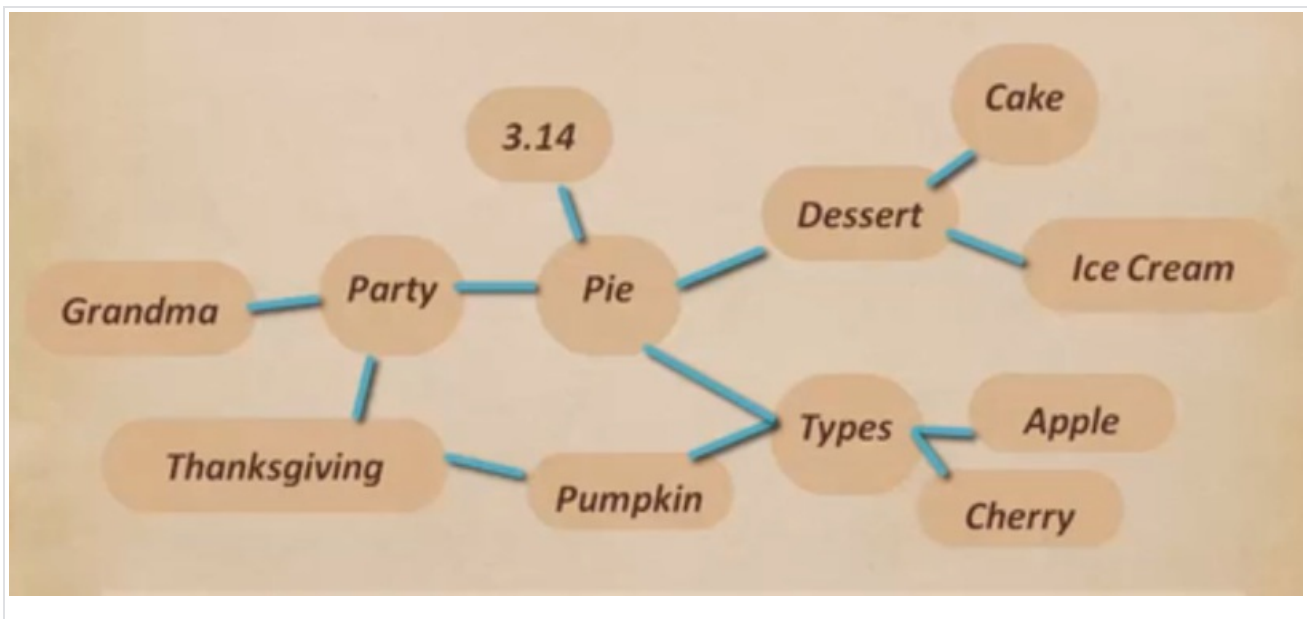 Cake
3.14
Dessert
Ice Cream
Party
Pie
Grandma
Types
Apple
Thanksgiving
Pumpkin
Cherry